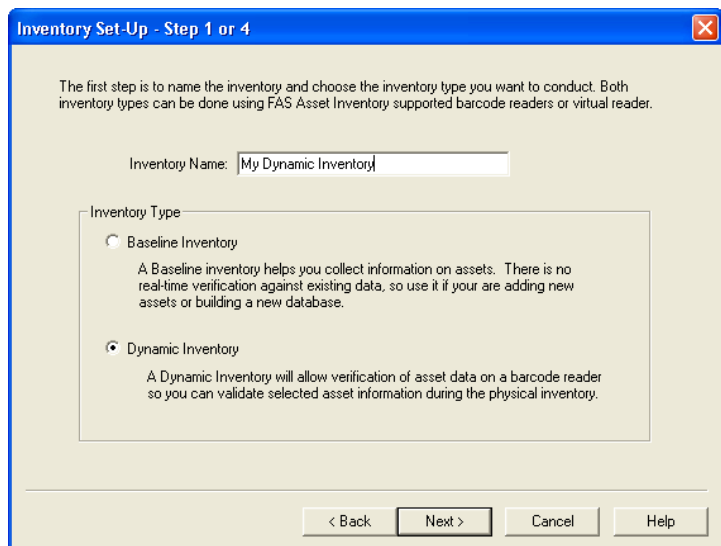 Inventory Set-Up - Step 1 or 4
The first step is to name the inventory and choose the inventory type you want to conduct. Both
inventory types can be done using FAS Asset Inventory supported barcode readers or virtual reader.
Inventory Name: My Dynamic Inventory
Inventory Type
Baseline Inventory
A Baseline inventory helps you collect information on assets. There is no
real-time verification against existing data, so use it if your are adding new
assets or building a new database.
Dynamic Inventory
A Dynamic Inventory will allow verification of asset data on a barcode reader
so you can validate selected asset information during the physical inventory.
< Back Next > Cancel Help